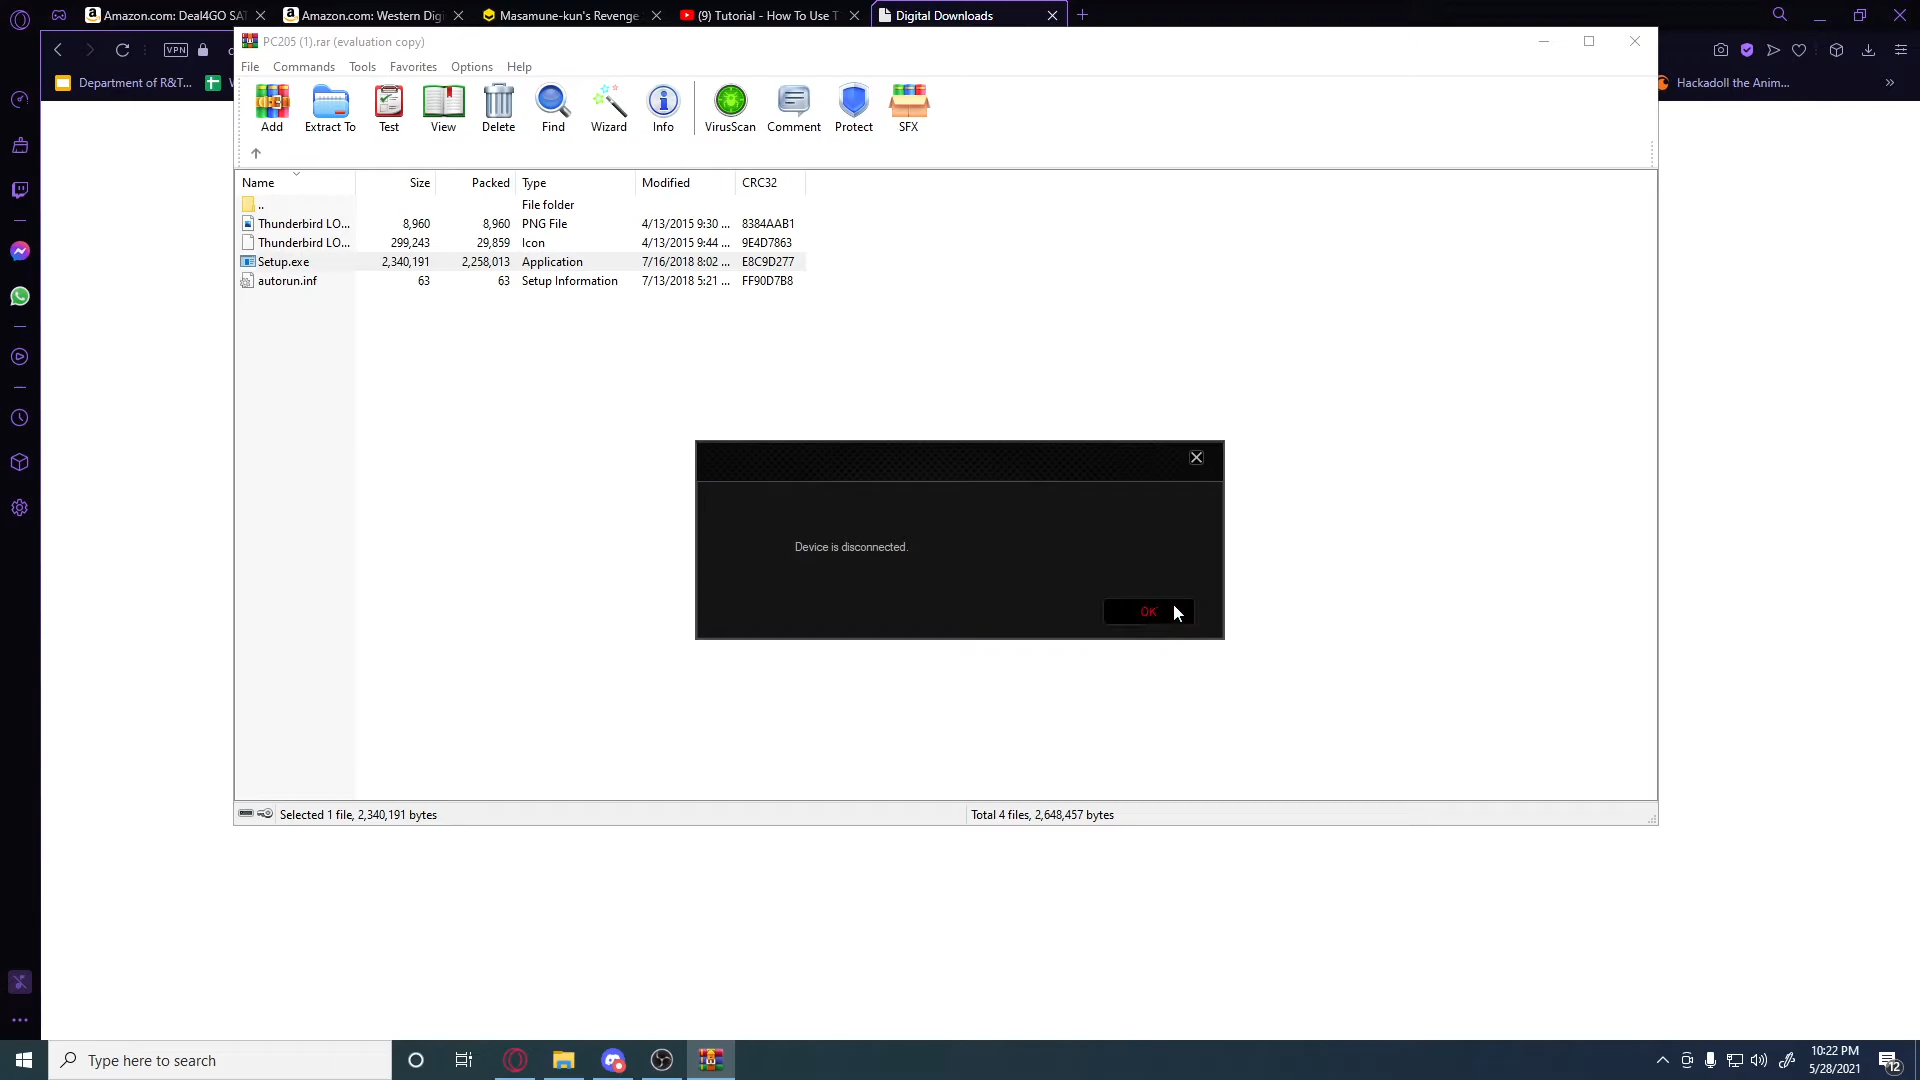 Amazon.com: Deal4GO SAT
Amazon.com: Western Digi
Masamune-kun's Revenge
(9) Tutorial - How To Use T
Digital Downloads
PC205 (1).rar (evaluation copy)
VPN
File Commands Tools Favorites Options Help
Department of R&T...
Hackadoll the Anim...
Add
Extract To
Test
View
Delete
Find
Wizard
Info
VirusScan
Comment
Protect
SFX
Name Size Packed Type Modified CRC32
.. File folder
Thunderbird LO... 8,960 8,960 PNG File 4/13/2015 9:30 ... 8384AAB1
Thunderbird LO... 299,243 29,859 Icon 4/13/2015 9:44 ... 9E4D7863
Setup.exe 2,340,191 2,258,013 Application 7/16/2018 8:02 ... E8C9D277
autorun.inf 63 63 Setup Information 7/13/2018 5:21 ... FF90D7B8
Device is disconnected.
OK
Selected 1 file, 2,340,191 bytes
Total 4 files, 2,648,457 bytes
Type here to search
10:22 PM
5/28/2021
12